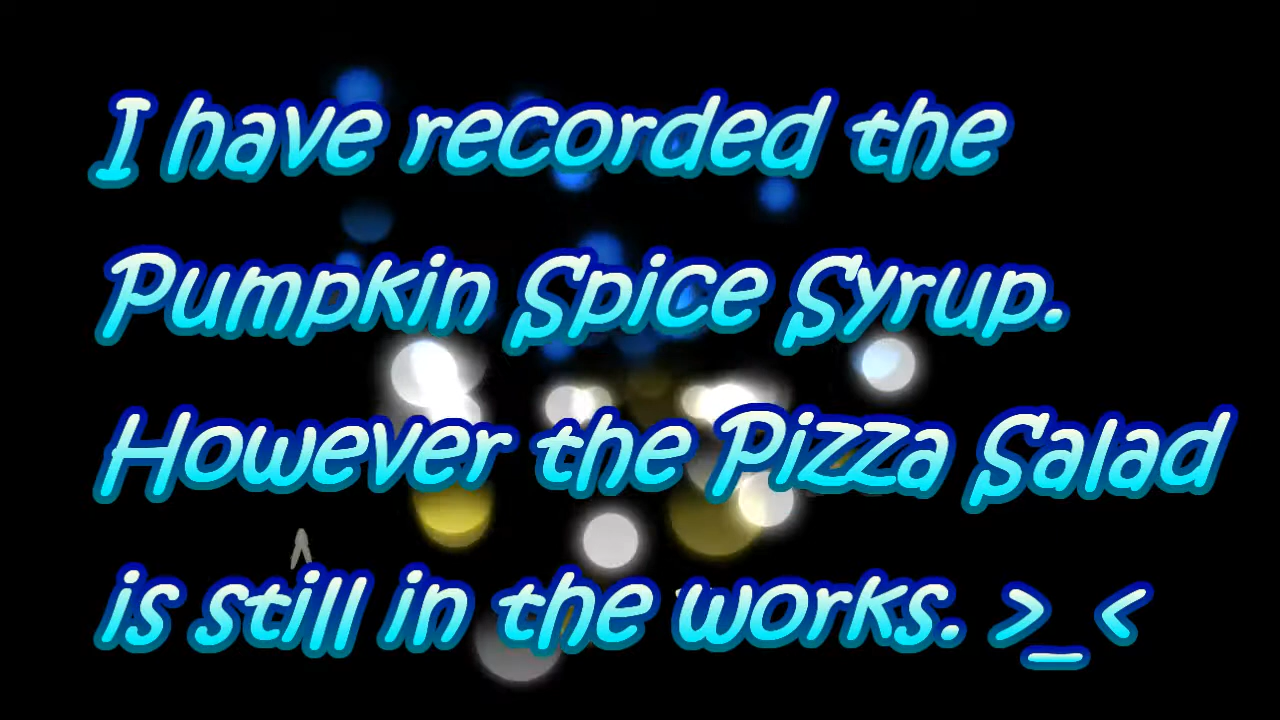 I have recorded the
Pumpkin Spice Syrup.
However the Pizza Salad
is still in the works. >_<